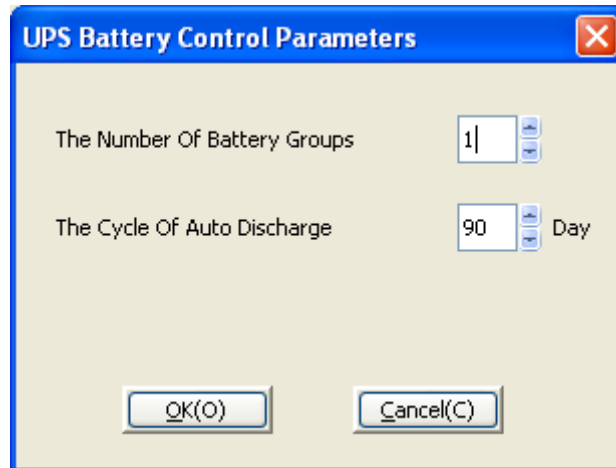 UPS Battery Control Parameters
The Number Of Battery Groups 1
The Cycle Of Auto Discharge 90 Day
OK(O) Cancel(C)